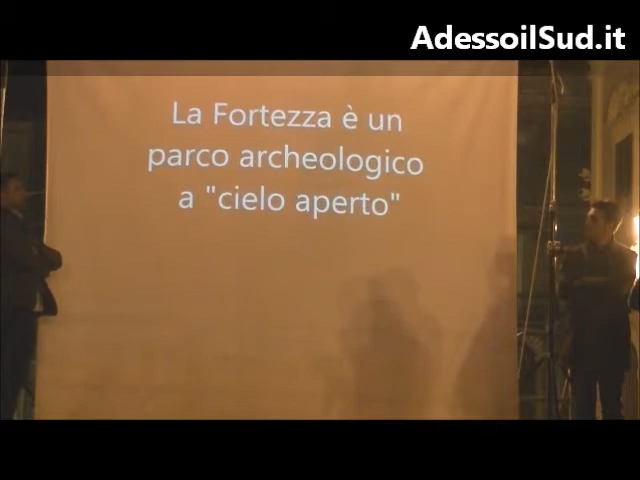 AdessoilSud.it
La Fortezza è un
parco archeologico
a "cielo aperto"